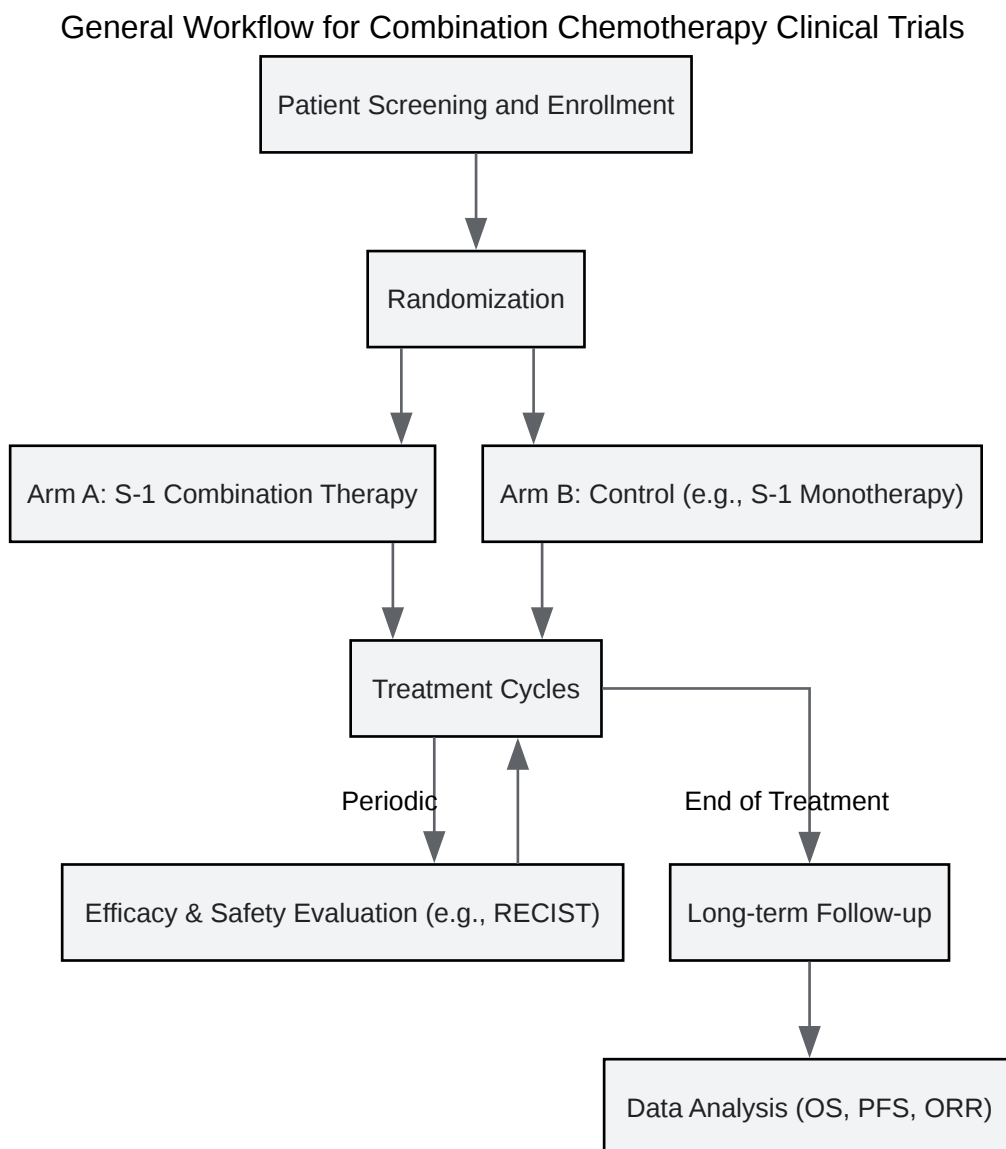 General Workflow for Combination Chemotherapy Clinical Trials
Patient Screening and Enrollment
Randomization
Arm A: S-1 Combination Therapy
Arm B: Control (e.g., S-1 Monotherapy)
Treatment Cycles
Periodic
End of Treatment
Efficacy & Safety Evaluation (e.g., RECIST)
Long-term Follow-up
Data Analysis (OS, PFS, ORR)